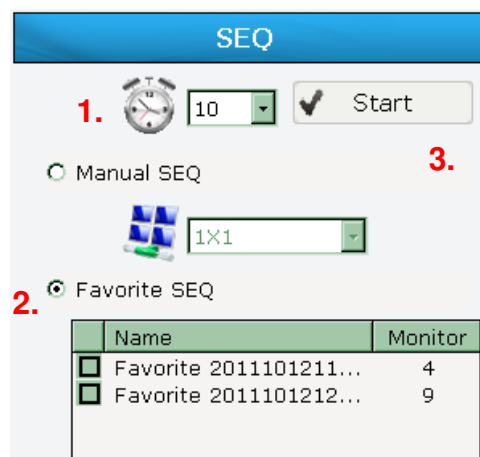 SEQ
1. 10 Start
3.
Manual SEQ
1X1
2. Favorite SEQ
Name Monitor
Favorite 2011101211... 4
Favorite 2011101212... 9